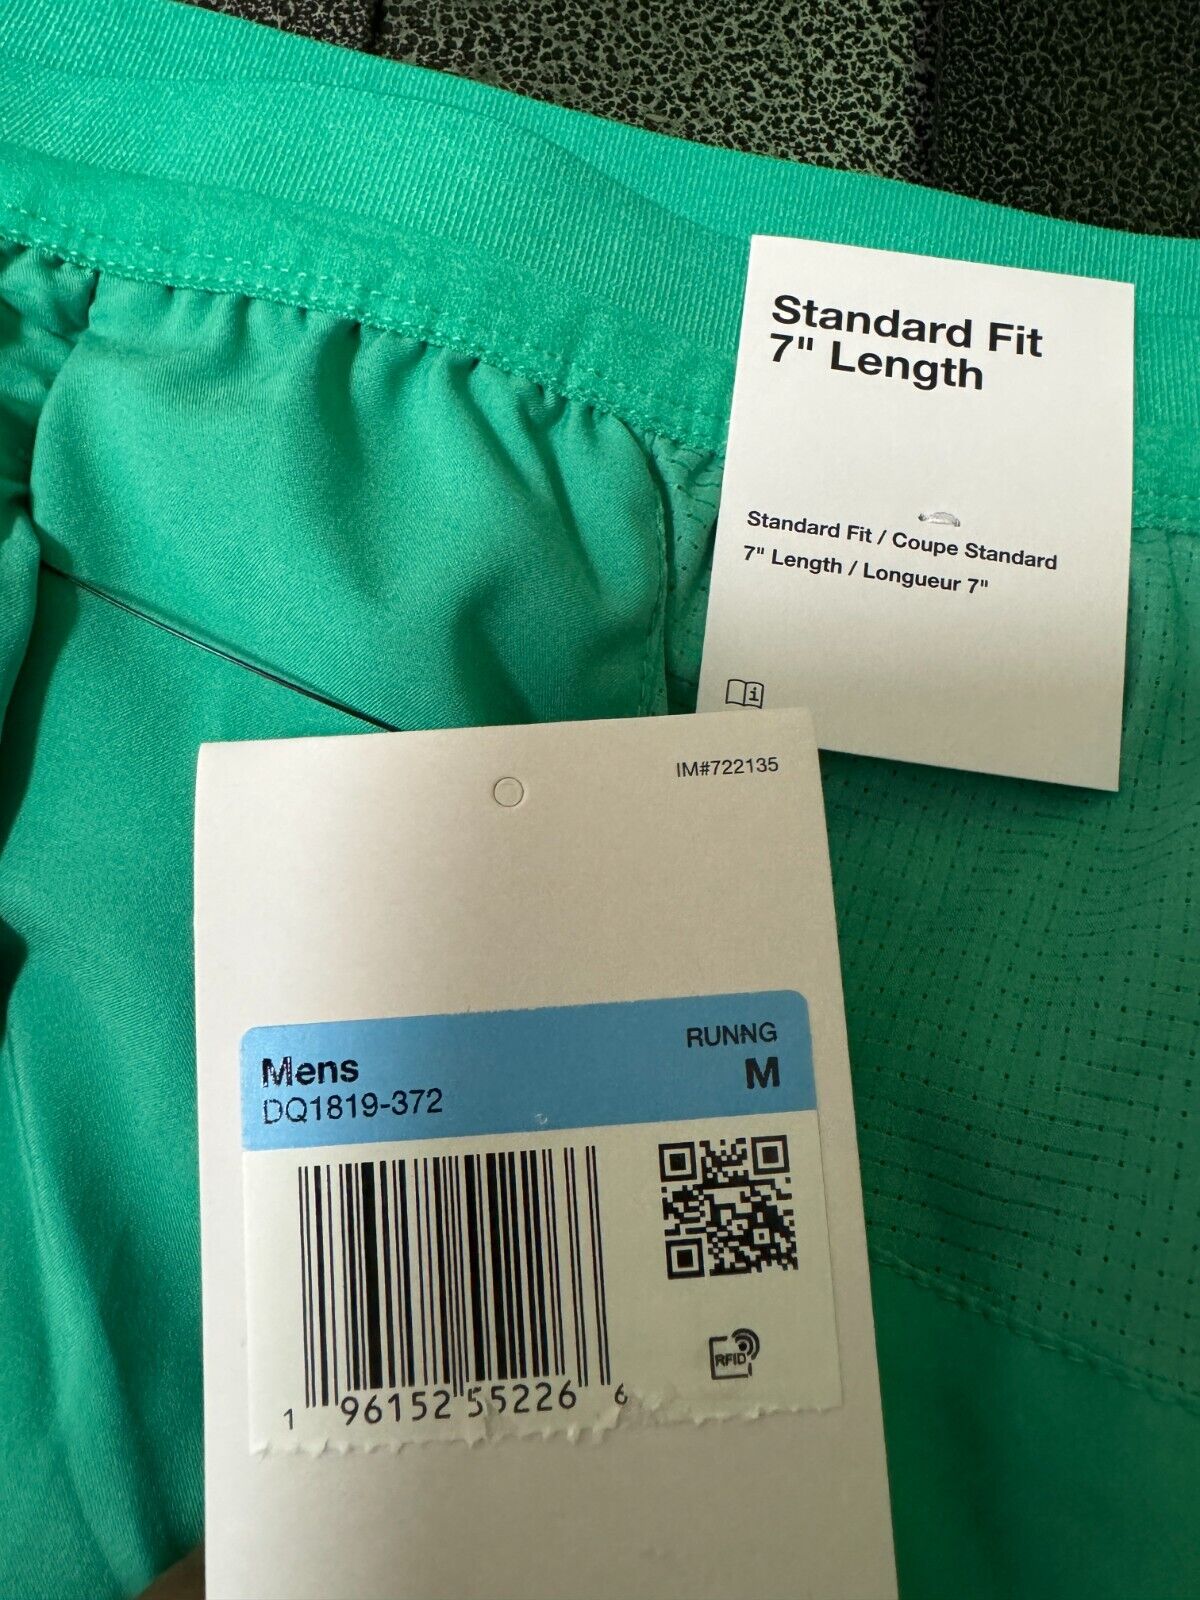 Standard Fit
7" Length
Standard Fit / Coupe Standard
7" Length / Longueur 7"
i
IM#722135
RUNNG
Mens
M
DQ1819-372
1 96152 55226 6
RFID